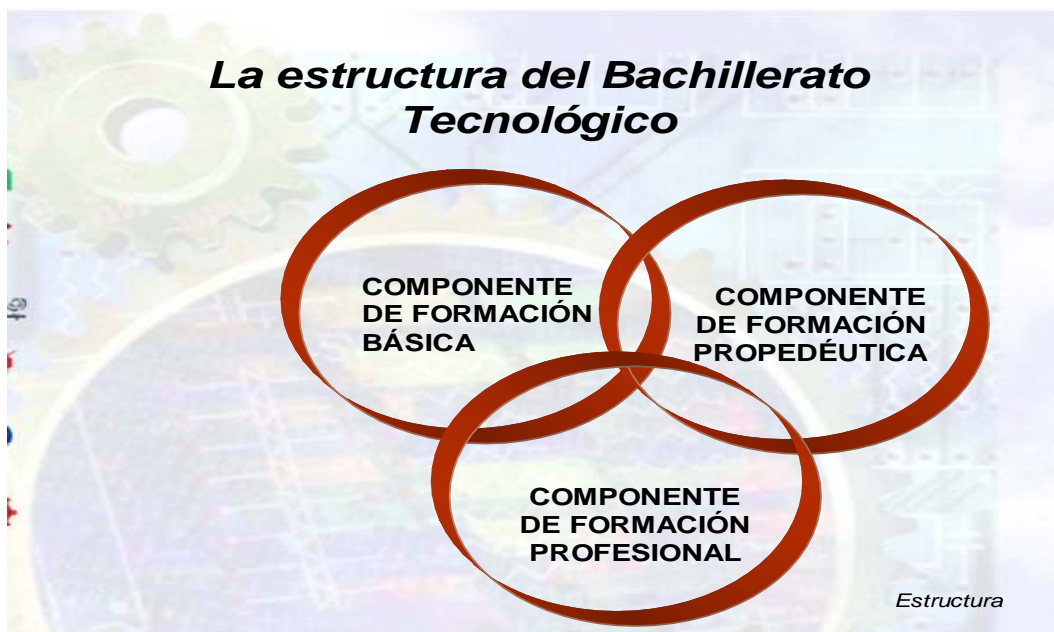 La estructura del Bachillerato
Tecnológico
COMPONENTE
DE FORMACIÓN
BÁSICA
COMPONENTE
DE FORMACIÓN
PROPEDÉUTICA
COMPONENTE
DE FORMACIÓN
PROFESIONAL
Estructura